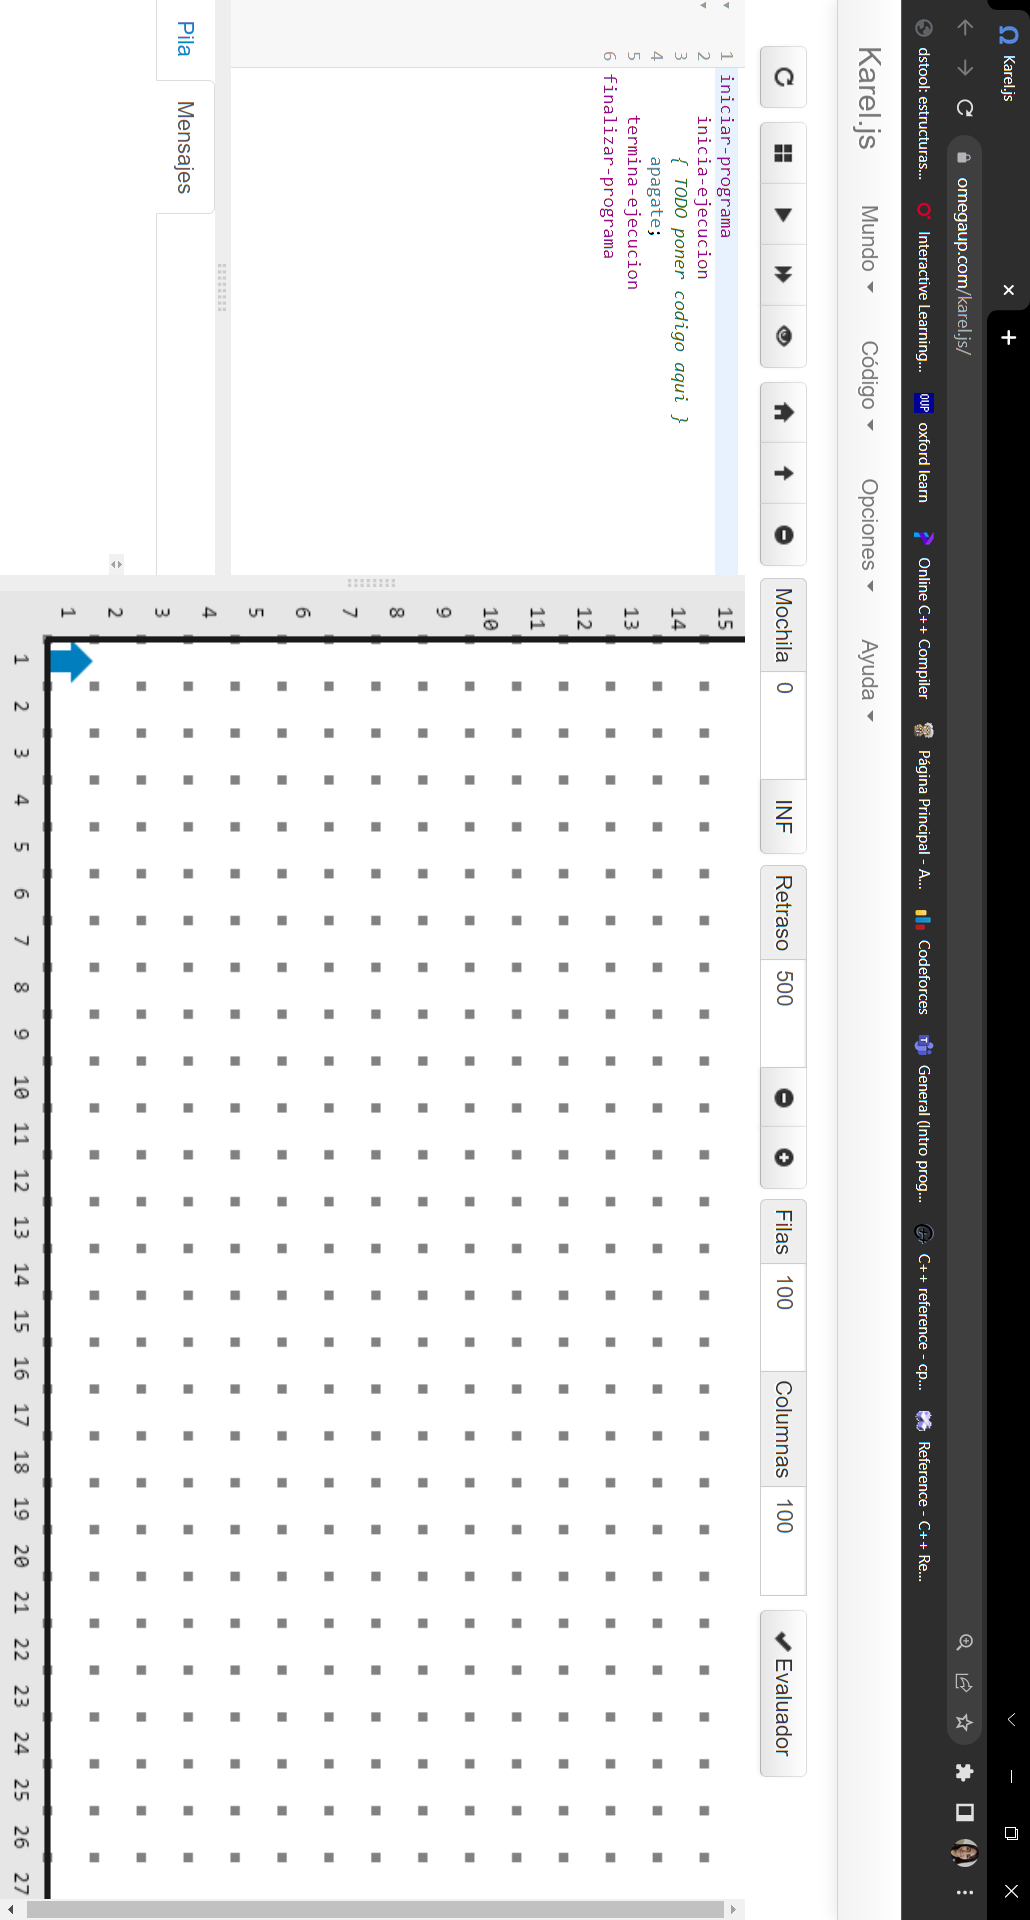 Karel.js
omegaup.com/karel.js/
dstool: estructuras...
Interactive Learning...
oxford learn
Online C++ Compiler
Página Principal - A...
Codeforces
General (Intro prog...
C++ reference - cp...
Reference - C++ Re...
Karel.js Mundo Código Opciones Ayuda
Mochila 0 INF Retraso 500 Filas 100 Columnas 100 Evaluador
1 iniciar-programa
2 inicia-ejecucion
3 { TODO poner codigo aqui }
4 apagate;
5 termina-ejecucion
6 finalizar-programa
Pila Mensajes
15
14
13
12
11
10
9
8
7
6
5
4
3
2
1
1 2 3 4 5 6 7 8 9 10 11 12 13 14 15 16 17 18 19 20 21 22 23 24 25 26 27